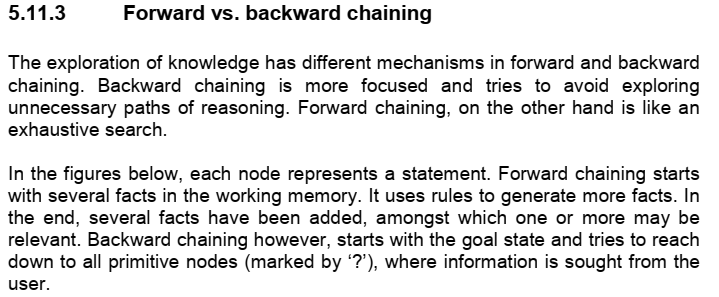 5.11.3 Forward vs. backward chaining
The exploration of knowledge has different mechanisms in forward and backward
chaining. Backward chaining is more focused and tries to avoid exploring
unnecessary paths of reasoning. Forward chaining, on the other hand is like an
exhaustive search.
In the figures below, each node represents a statement. Forward chaining starts
with several facts in the working memory. It uses rules to generate more facts. In
the end, several facts have been added, amongst which one or more may be
relevant. Backward chaining however, starts with the goal state and tries to reach
down to all primitive nodes (marked by ‘?’), where information is sought from the
user.